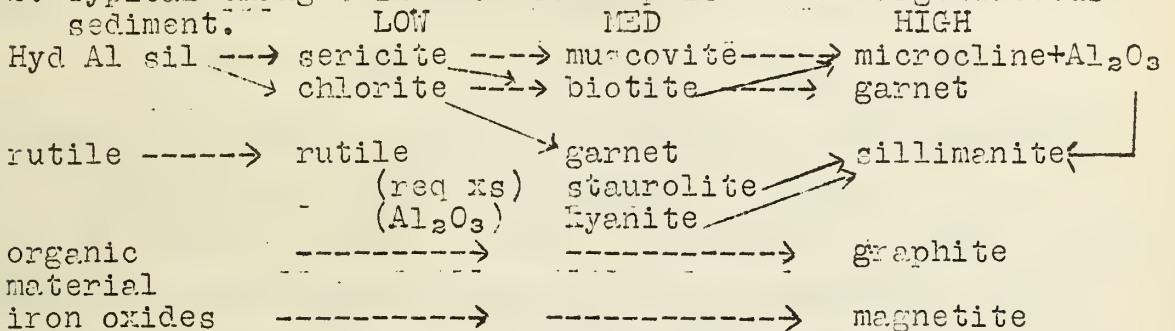 sediment. LOW MED HIGH
Hyd Al sil --→ sericite ---→ muscovite----→ microcline+Al₂O₃
chlorite --→ biotite ----→ garnet
rutile -----→ rutile garnet sillimanite
(req xs) staurolite
(Al₂O₃) kyanite
organic ---------→ --------→ graphite
material
iron oxides ---------→ ---------→ magnetite